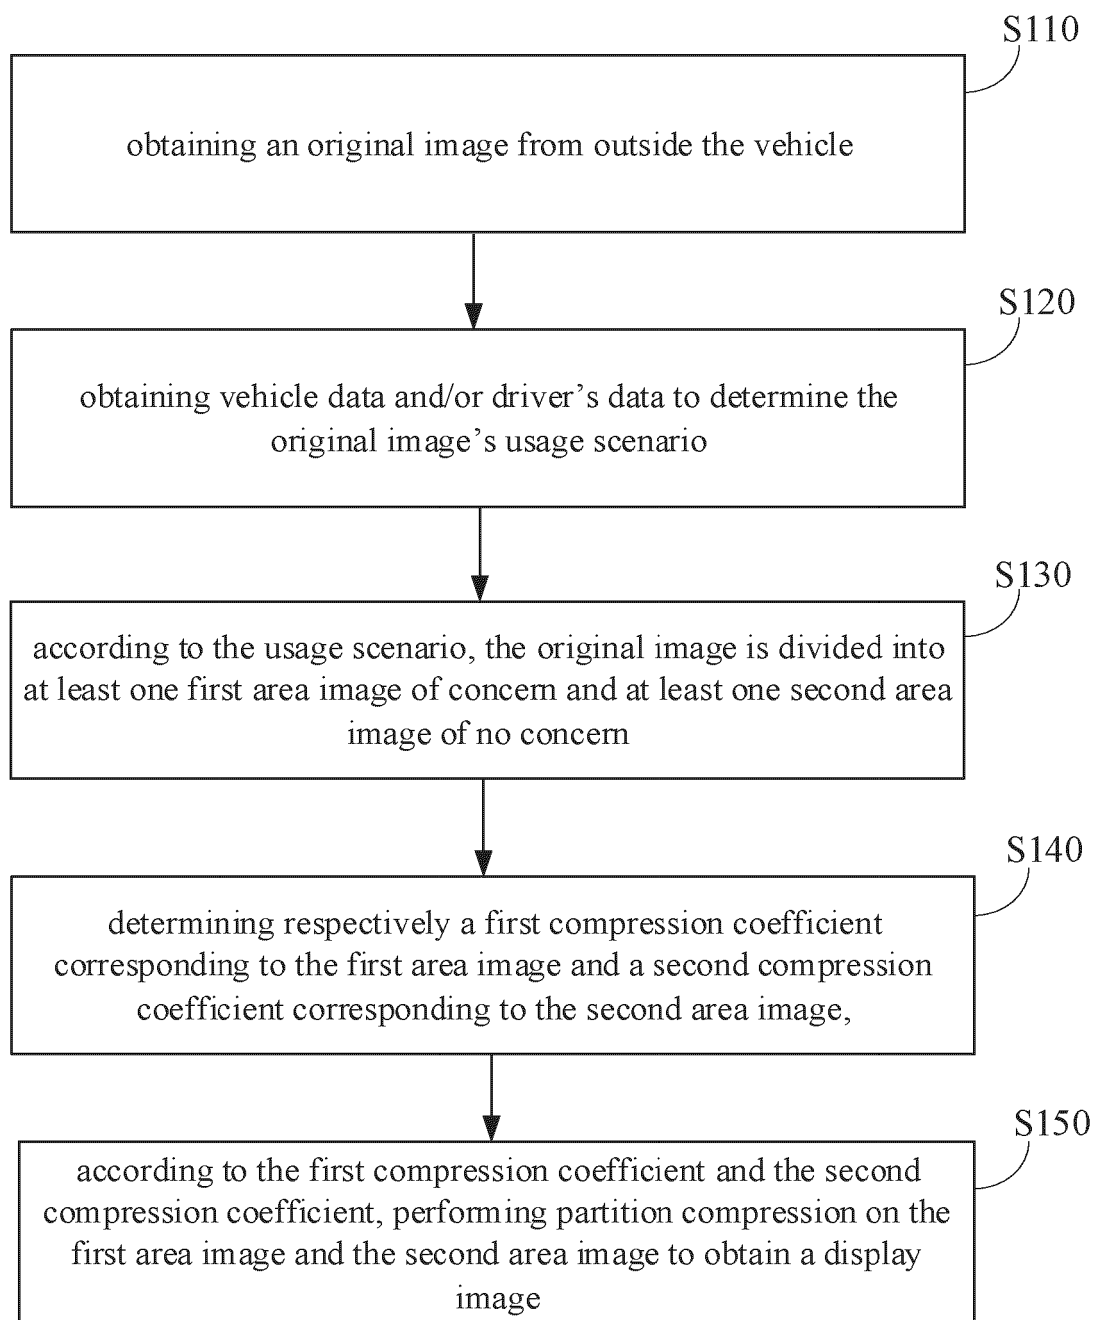 S110
obtaining an original image from outside the vehicle
S120
obtaining vehicle data and/or driver’s data to determine the
original image’s usage scenario
S130
according to the usage scenario, the original image is divided into
at least one first area image of concern and at least one second area
image of no concern
S140
determining respectively a first compression coefficient
corresponding to the first area image and a second compression
coefficient corresponding to the second area image,
S150
according to the first compression coefficient and the second
compression coefficient, performing partition compression on the
first area image and the second area image to obtain a display
image